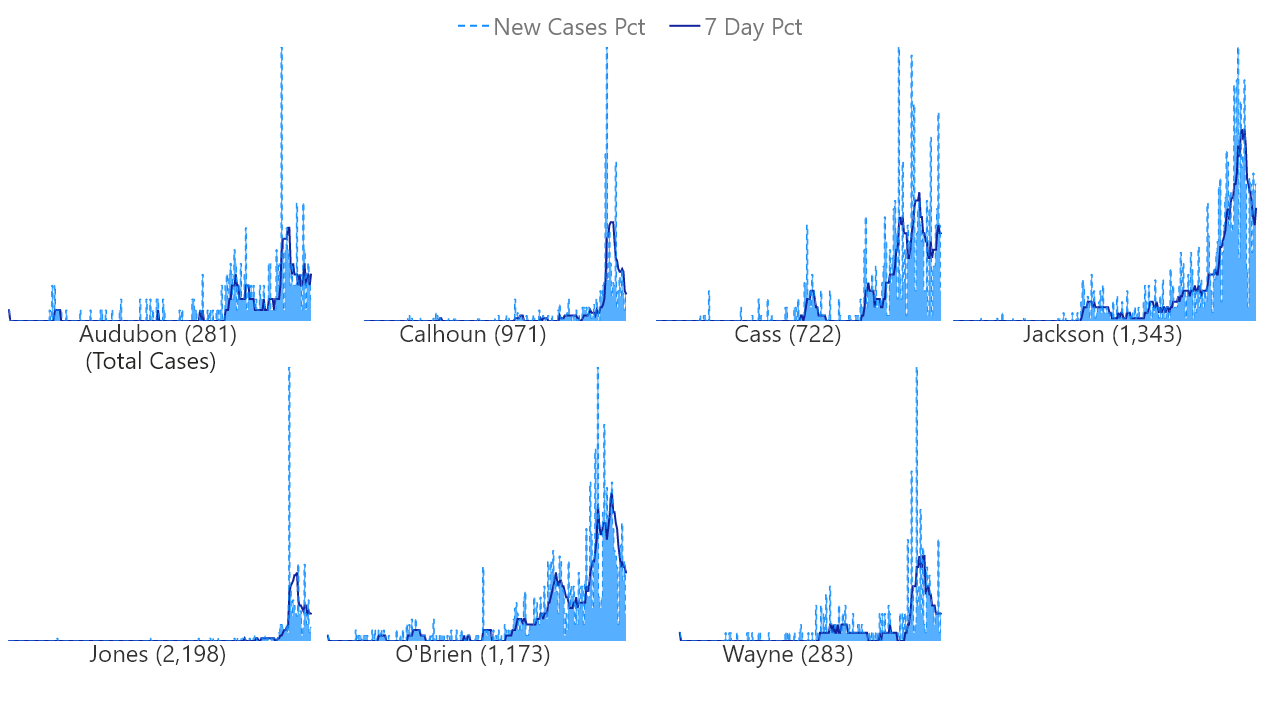 New Cases Pct 7 Day Pct
Audubon (281) Calhoun (971) Cass (722) Jackson (1,343)
(Total Cases)
Jones (2,198) O'Brien (1,173) Wayne (283)